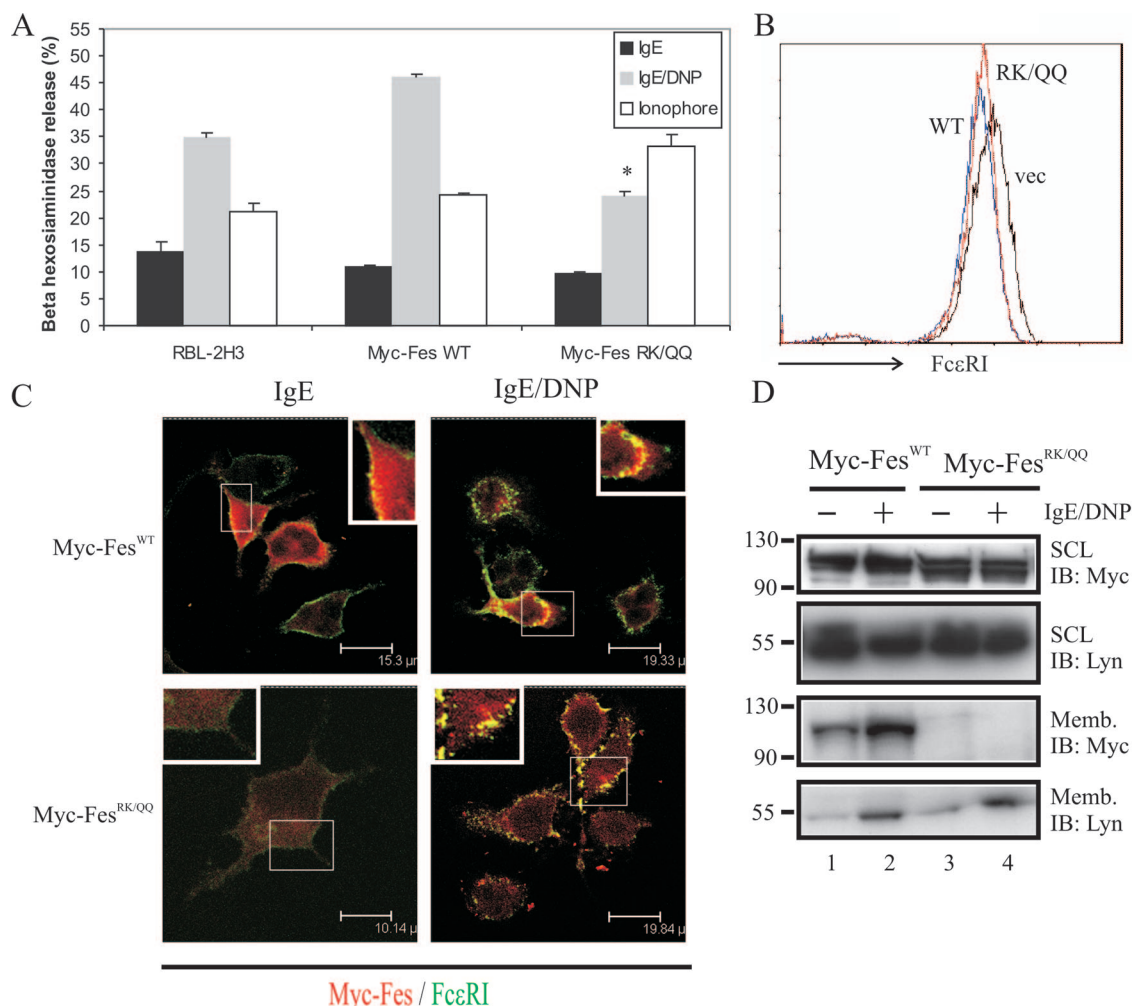 A
Beta hexosiaminidase release (%)
55
50
45
40
35
30
25
20
15
10
5
0
IgE
IgE/DNP
Ionophore
*
RBL-2H3
Myc-Fes WT
Myc-Fes RK/QQ
B
RK/QQ
WT
vec
FcεRI
C
IgE
IgE/DNP
Myc-Fes^WT
15.3 µ
19.33 µ
Myc-Fes^RK/QQ
10.14 µ
19.84 µ
Myc-Fes / FcεRI
D
Myc-Fes^WT
Myc-Fes^RK/QQ
− + − + IgE/DNP
130
90
SCL
IB: Myc
55
SCL
IB: Lyn
130
90
Memb.
IB: Myc
55
Memb.
IB: Lyn
1 2 3 4